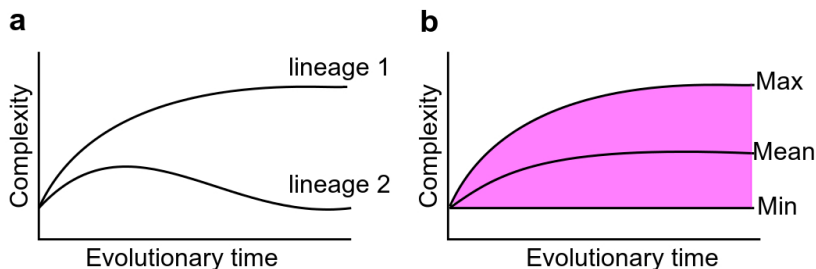 a
Complexity
lineage 1
lineage 2
Evolutionary time
b
Complexity
Max
Mean
Min
Evolutionary time